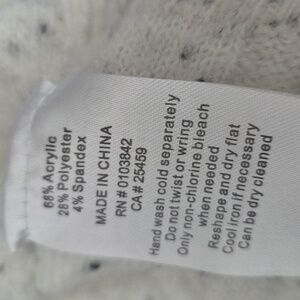 68% Acrylic
28% Polyester
4% Spandex
MADE IN CHINA
RN # 0103842
CA # 25459
Hand wash cold separately
Do not twist or wring
Only non-chlorine bleach
when needed
Reshape and dry flat
Cool iron if necessary
Can be dry cleaned